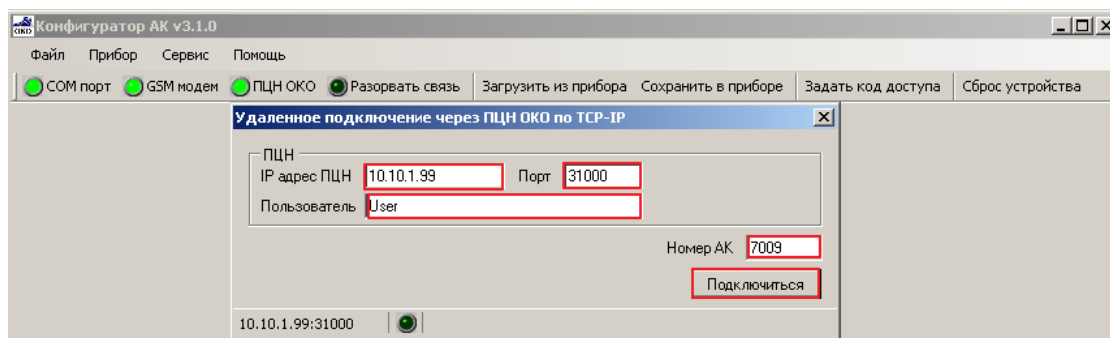 Конфигуратор АК v3.1.0
Файл Прибор Сервис Помощь
COM порт GSM модем ПЦН ОКО Разорвать связь Загрузить из прибора Сохранить в приборе Задать код доступа Сброс устройства
Удаленное подключение через ПЦН ОКО по TCP-IP
ПЦН
IP адрес ПЦН 10.10.1.99 Порт 31000
Пользователь User
Номер АК 7009
Подключиться
10.10.1.99:31000